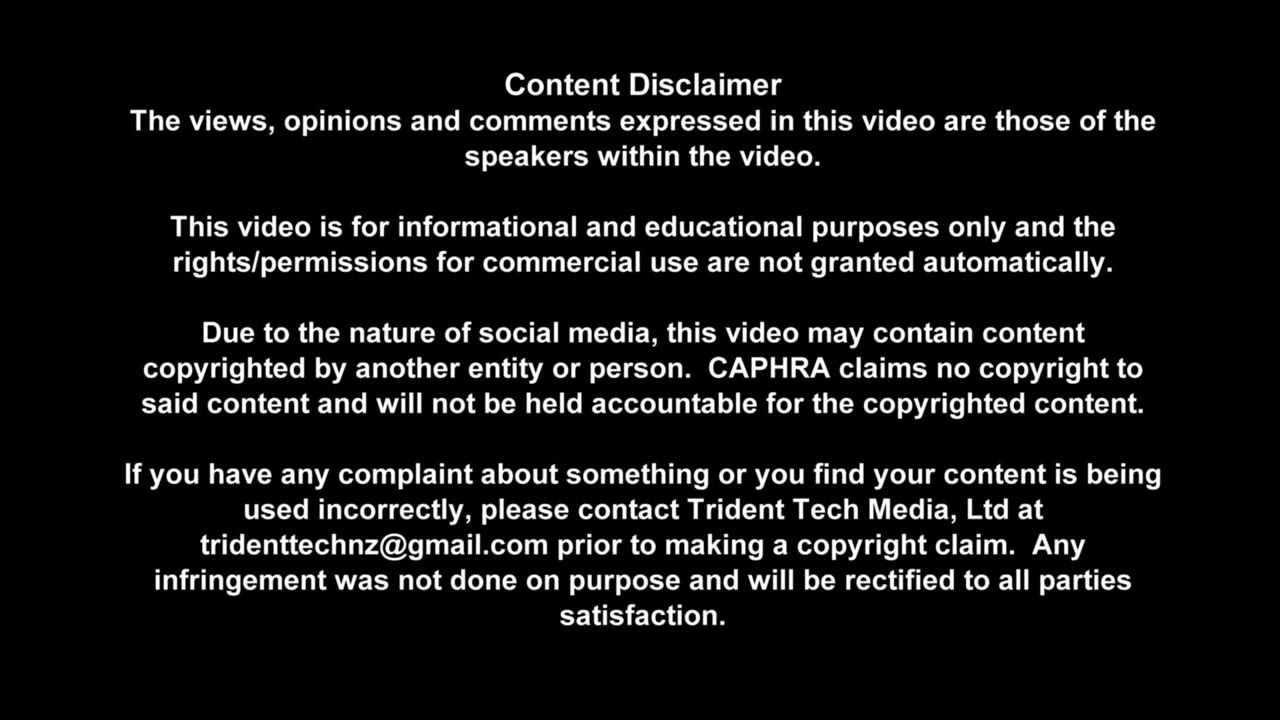 Content Disclaimer
The views, opinions and comments expressed in this video are those of the
speakers within the video.
This video is for informational and educational purposes only and the
rights/permissions for commercial use are not granted automatically.
Due to the nature of social media, this video may contain content
copyrighted by another entity or person.  CAPHRA claims no copyright to
said content and will not be held accountable for the copyrighted content.
If you have any complaint about something or you find your content is being
used incorrectly, please contact Trident Tech Media, Ltd at
tridenttechnz@gmail.com prior to making a copyright claim.  Any
infringement was not done on purpose and will be rectified to all parties
satisfaction.